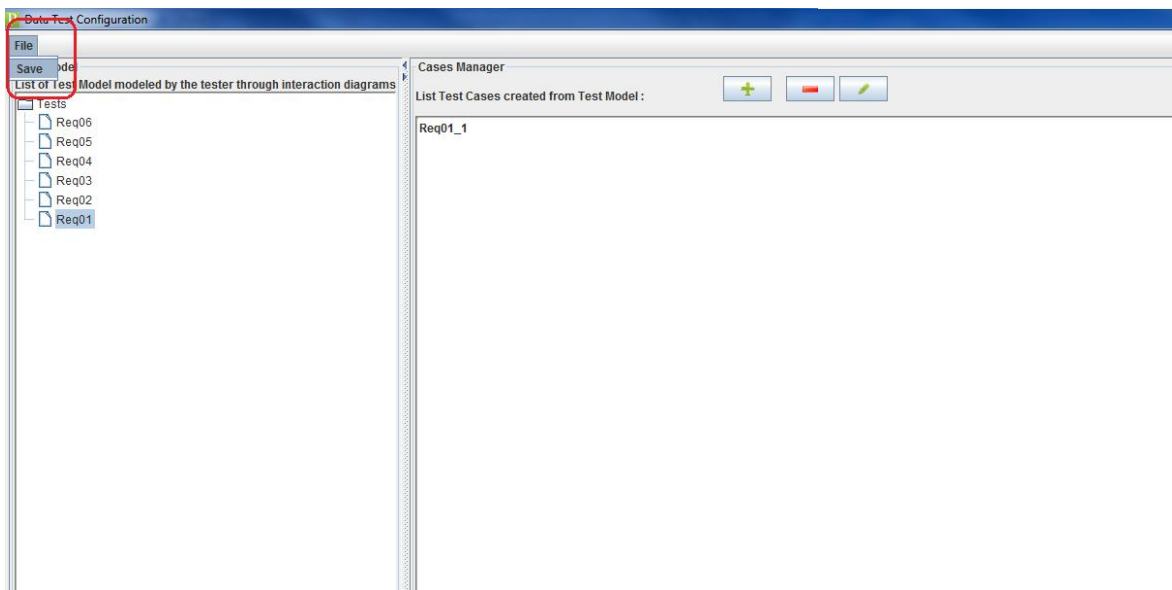 Data Test Configuration
File
Save
List of Test Model modeled by the tester through interaction diagrams
Tests
Req06
Req05
Req04
Req03
Req02
Req01
Cases Manager
List Test Cases created from Test Model :
Req01_1